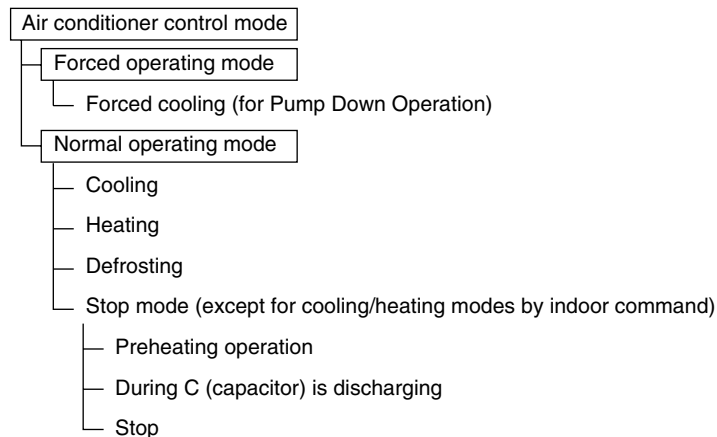 Air conditioner control mode
Forced operating mode
Forced cooling (for Pump Down Operation)
Normal operating mode
Cooling
Heating
Defrosting
Stop mode (except for cooling/heating modes by indoor command)
Preheating operation
During C (capacitor) is discharging
Stop